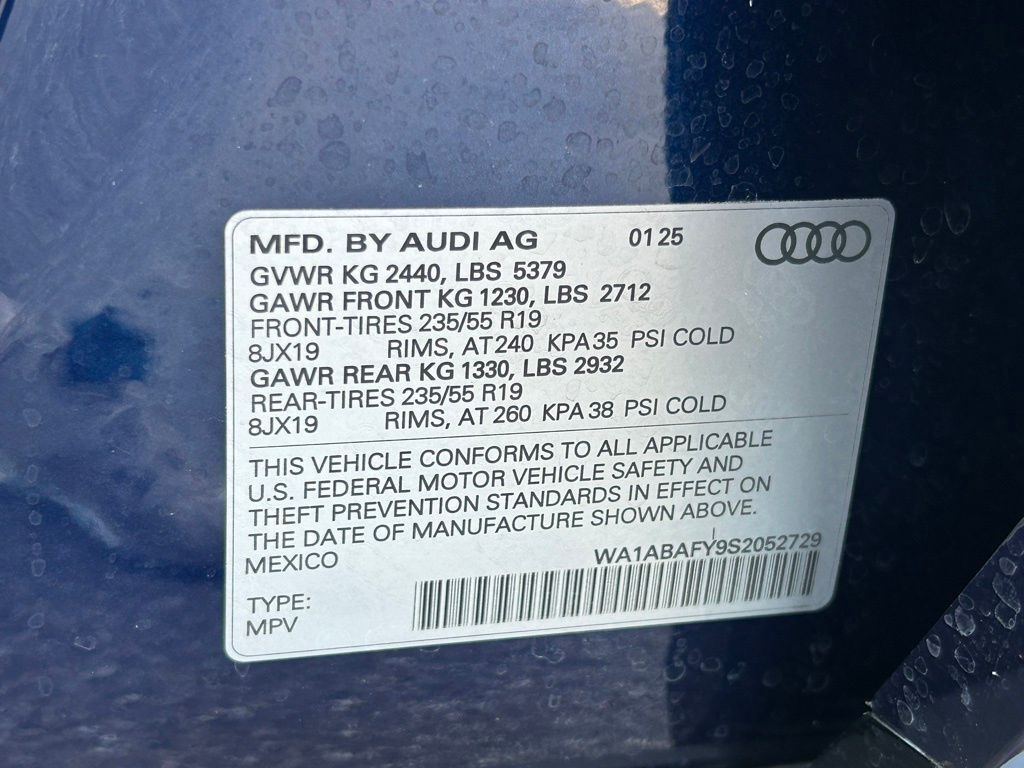 MFD. BY AUDI AG 01 25
GVWR KG 2440, LBS 5379
GAWR FRONT KG 1230, LBS 2712
FRONT-TIRES 235/55 R19
8JX19 RIMS, AT 240 KPA 35 PSI COLD
GAWR REAR KG 1330, LBS 2932
REAR-TIRES 235/55 R19
8JX19 RIMS, AT 260 KPA 38 PSI COLD
THIS VEHICLE CONFORMS TO ALL APPLICABLE
U.S. FEDERAL MOTOR VEHICLE SAFETY AND
THEFT PREVENTION STANDARDS IN EFFECT ON
THE DATE OF MANUFACTURE SHOWN ABOVE.
MEXICO WA1ABAFY9S2052729
TYPE:
MPV